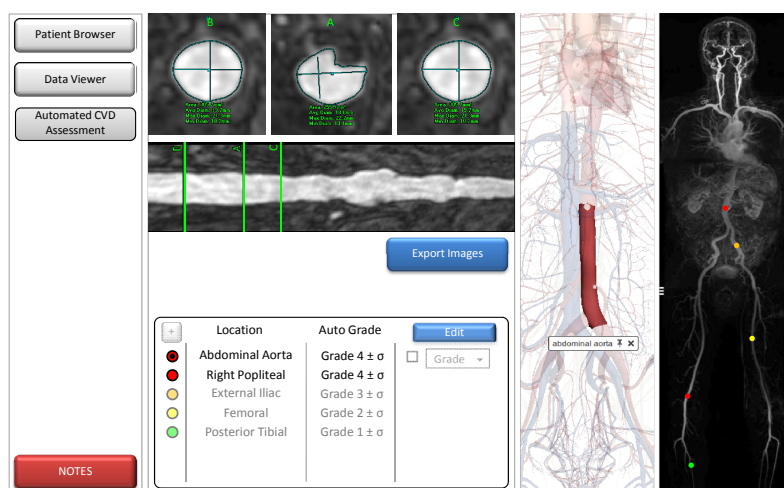 Patient Browser
Data Viewer
Automated CVD
Assessment
NOTES
B
A
C
A
C
Export Images
+
Location
Auto Grade
Edit
Abdominal Aorta
Grade 4 ± σ
Grade
Right Popliteal
Grade 4 ± σ
External Iliac
Grade 3 ± σ
Femoral
Grade 2 ± σ
Posterior Tibial
Grade 1 ± σ
abdominal aorta